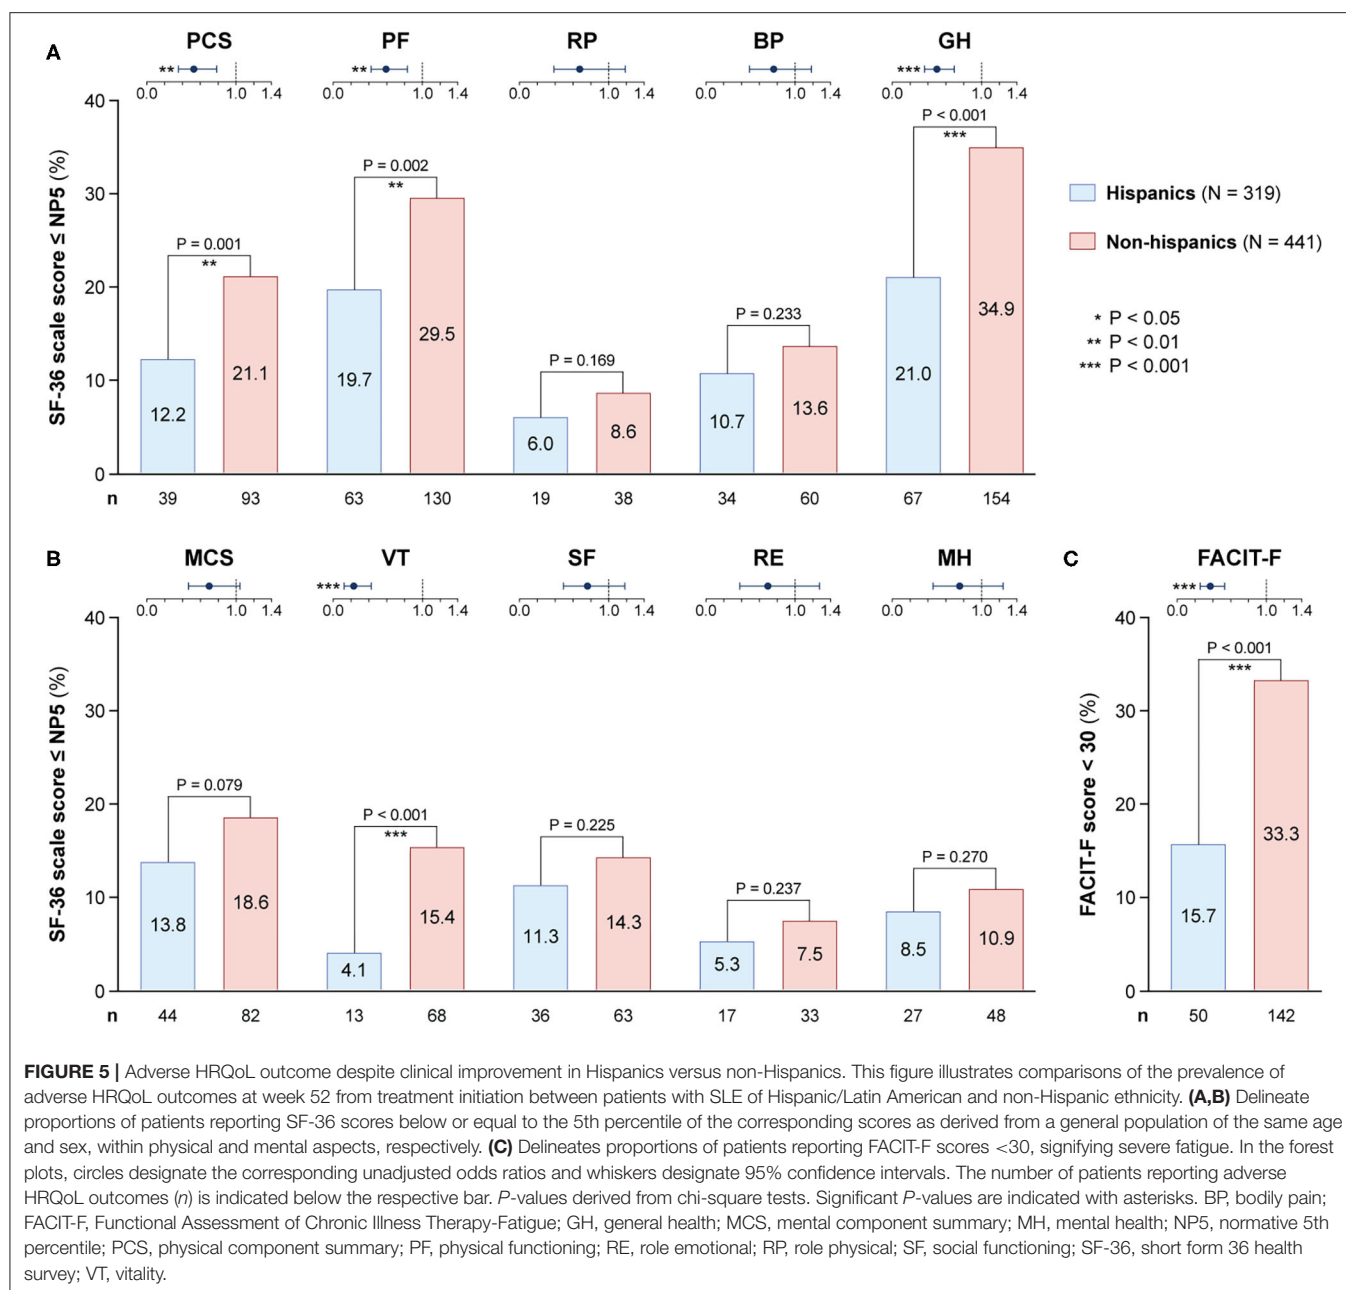 A
PCS PF RP BP GH
** ** ***
0.0 1.0 1.4 0.0 1.0 1.4 0.0 1.0 1.4 0.0 1.0 1.4 0.0 1.0 1.4
SF-36 scale score ≤ NP5 (%)
40
30
20
10
0
P = 0.001
**
12.2 21.1
P = 0.002
**
19.7 29.5
P = 0.169
6.0 8.6
P = 0.233
10.7 13.6
P < 0.001
***
21.0 34.9
n 39 93 63 130 19 38 34 60 67 154
Hispanics (N = 319)
Non-hispanics (N = 441)
* P < 0.05
** P < 0.01
*** P < 0.001
B
MCS VT SF RE MH
***
0.0 1.0 1.4 0.0 1.0 1.4 0.0 1.0 1.4 0.0 1.0 1.4 0.0 1.0 1.4
SF-36 scale score ≤ NP5 (%)
40
30
20
10
0
P = 0.079
13.8 18.6
P < 0.001
***
4.1 15.4
P = 0.225
11.3 14.3
P = 0.237
5.3 7.5
P = 0.270
8.5 10.9
n 44 82 13 68 36 63 17 33 27 48
C
FACIT-F
***
0.0 1.0 1.4
FACIT-F score < 30 (%)
40
30
20
10
0
P < 0.001
***
15.7 33.3
n 50 142
FIGURE 5 | Adverse HRQoL outcome despite clinical improvement in Hispanics versus non-Hispanics. This figure illustrates comparisons of the prevalence of
adverse HRQoL outcomes at week 52 from treatment initiation between patients with SLE of Hispanic/Latin American and non-Hispanic ethnicity. (A,B) Delineate
proportions of patients reporting SF-36 scores below or equal to the 5th percentile of the corresponding scores as derived from a general population of the same age
and sex, within physical and mental aspects, respectively. (C) Delineates proportions of patients reporting FACIT-F scores <30, signifying severe fatigue. In the forest
plots, circles designate the corresponding unadjusted odds ratios and whiskers designate 95% confidence intervals. The number of patients reporting adverse
HRQoL outcomes (n) is indicated below the respective bar. P-values derived from chi-square tests. Significant P-values are indicated with asterisks. BP, bodily pain;
FACIT-F, Functional Assessment of Chronic Illness Therapy-Fatigue; GH, general health; MCS, mental component summary; MH, mental health; NP5, normative 5th
percentile; PCS, physical component summary; PF, physical functioning; RE, role emotional; RP, role physical; SF, social functioning; SF-36, short form 36 health
survey; VT, vitality.